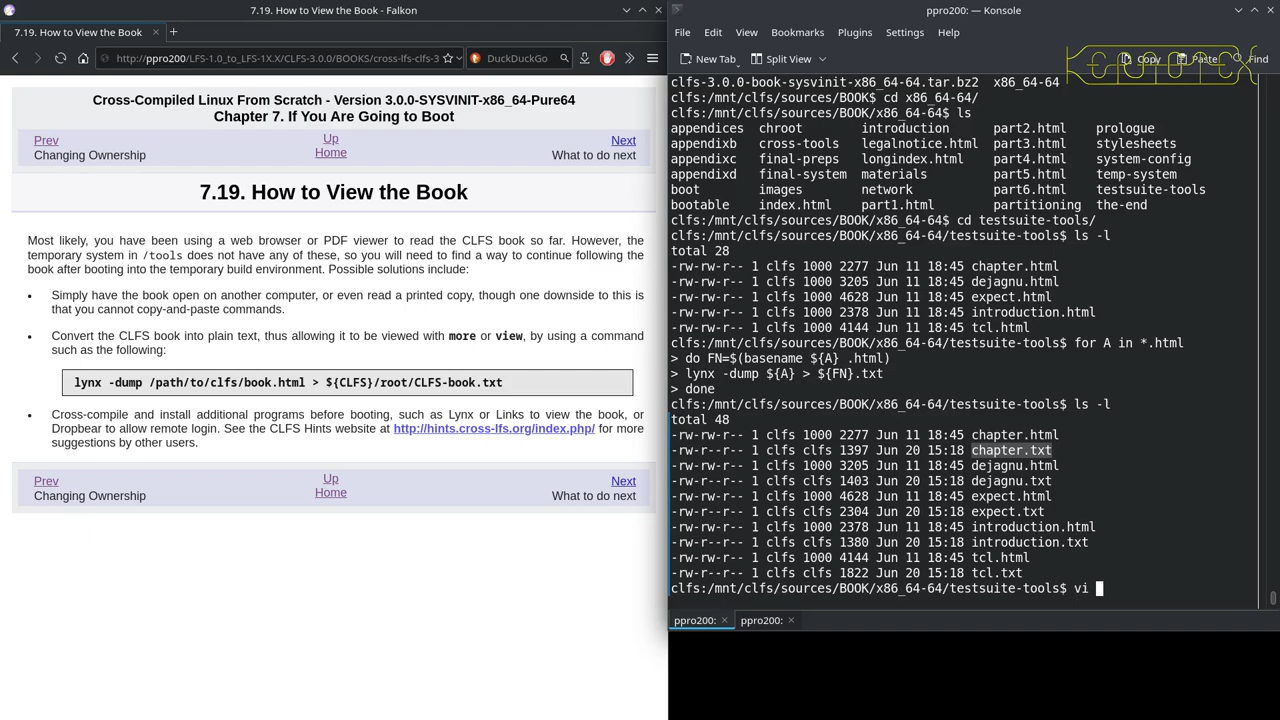 7.19. How to View the Book - Falkon
7.19. How to View the Book
http://ppro200/LFS-1.0_to_LFS-1X.X/CLFS-3.0.0/BOOKS/cross-lfs-clfs-3
DuckDuckGo
Cross-Compiled Linux From Scratch - Version 3.0.0-SYSVINIT-x86_64-Pure64
Chapter 7. If You Are Going to Boot
Prev
Up
Next
Changing Ownership
Home
What to do next
7.19. How to View the Book
Most likely, you have been using a web browser or PDF viewer to read the CLFS book so far. However, the
temporary system in /tools does not have any of these, so you will need to find a way to continue following the
book after booting into the temporary build environment. Possible solutions include:
• Simply have the book open on another computer, or even read a printed copy, though one downside to this is
that you cannot copy-and-paste commands.
• Convert the CLFS book into plain text, thus allowing it to be viewed with more or view, by using a command
such as the following:
lynx -dump /path/to/clfs/book.html > ${CLFS}/root/CLFS-book.txt
• Cross-compile and install additional programs before booting, such as Lynx or Links to view the book, or
Dropbear to allow remote login. See the CLFS Hints website at http://hints.cross-lfs.org/index.php/ for more
suggestions by other users.
Prev
Up
Next
Changing Ownership
Home
What to do next
ppro200: — Konsole
File Edit View Bookmarks Plugins Settings Help
New Tab Split View Copy Paste Find
clfs-3.0.0-book-sysvinit-x86_64-64.tar.bz2  x86_64-64
clfs:/mnt/clfs/sources/BOOK$ cd x86_64-64/
clfs:/mnt/clfs/sources/BOOK/x86_64-64$ ls
appendices  chroot        introduction      part2.html    prologue
appendixb   cross-tools   legalnotice.html  part3.html    stylesheets
appendixc   final-preps   longindex.html    part4.html    system-config
appendixd   final-system  materials         part5.html    temp-system
boot        images        network           part6.html    testsuite-tools
bootable    index.html    part1.html        partitioning  the-end
clfs:/mnt/clfs/sources/BOOK/x86_64-64$ cd testsuite-tools/
clfs:/mnt/clfs/sources/BOOK/x86_64-64/testsuite-tools$ ls -l
total 28
-rw-rw-r-- 1 clfs 1000 2277 Jun 11 18:45 chapter.html
-rw-rw-r-- 1 clfs 1000 3205 Jun 11 18:45 dejagnu.html
-rw-rw-r-- 1 clfs 1000 4628 Jun 11 18:45 expect.html
-rw-rw-r-- 1 clfs 1000 2378 Jun 11 18:45 introduction.html
-rw-rw-r-- 1 clfs 1000 4144 Jun 11 18:45 tcl.html
clfs:/mnt/clfs/sources/BOOK/x86_64-64/testsuite-tools$ for A in *.html
> do FN=$(basename ${A} .html)
> lynx -dump ${A} > ${FN}.txt
> done
clfs:/mnt/clfs/sources/BOOK/x86_64-64/testsuite-tools$ ls -l
total 48
-rw-rw-r-- 1 clfs 1000 2277 Jun 11 18:45 chapter.html
-rw-r--r-- 1 clfs clfs 1397 Jun 20 15:18 chapter.txt
-rw-rw-r-- 1 clfs 1000 3205 Jun 11 18:45 dejagnu.html
-rw-r--r-- 1 clfs clfs 1403 Jun 20 15:18 dejagnu.txt
-rw-rw-r-- 1 clfs 1000 4628 Jun 11 18:45 expect.html
-rw-r--r-- 1 clfs clfs 2304 Jun 20 15:18 expect.txt
-rw-rw-r-- 1 clfs 1000 2378 Jun 11 18:45 introduction.html
-rw-r--r-- 1 clfs clfs 1380 Jun 20 15:18 introduction.txt
-rw-rw-r-- 1 clfs 1000 4144 Jun 11 18:45 tcl.html
-rw-r--r-- 1 clfs clfs 1822 Jun 20 15:18 tcl.txt
clfs:/mnt/clfs/sources/BOOK/x86_64-64/testsuite-tools$ vi
ppro200: ppro200: